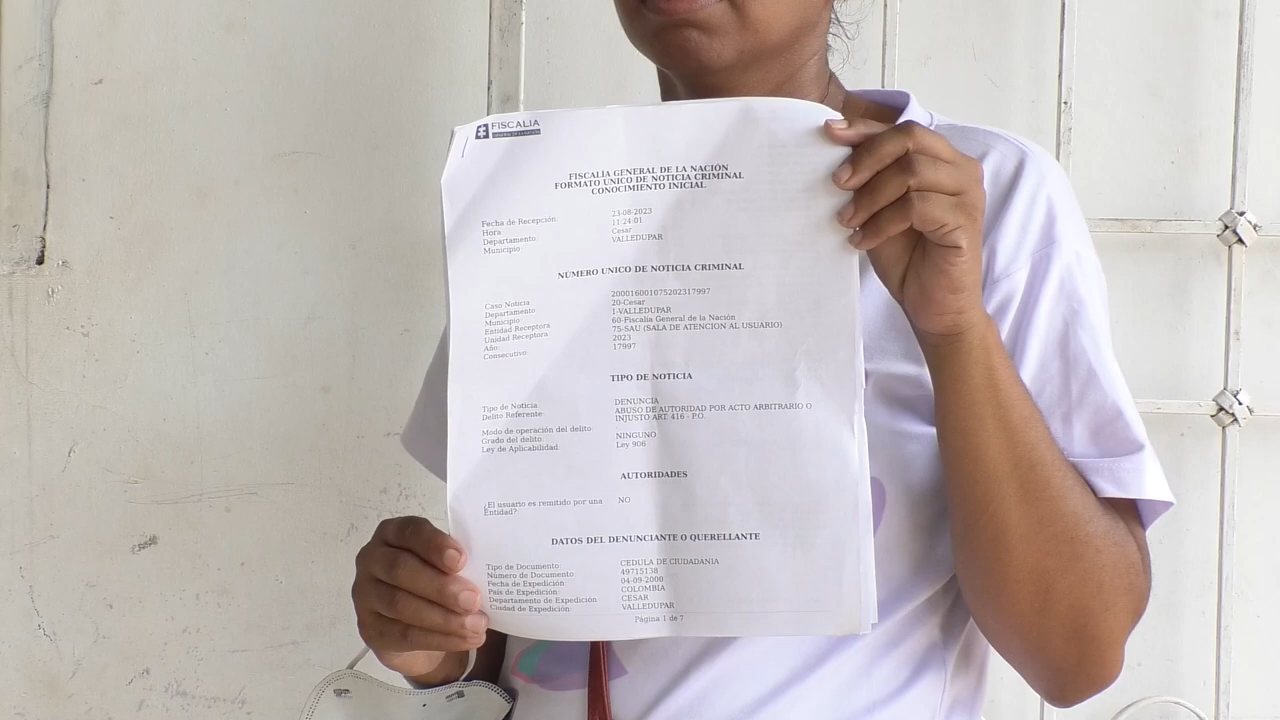 FISCALIA
GENERAL DE LA NACION
FISCALÍA GENERAL DE LA NACIÓN
FORMATO UNICO DE NOTICIA CRIMINAL
CONOCIMIENTO INICIAL
Fecha de Recepción: 23-08-2023
Hora 11:24:01
Departamento Cesar
Municipio: VALLEDUPAR
NÚMERO UNICO DE NOTICIA CRIMINAL
Caso Noticia: 200016001075202317997
Departamento: 20-Cesar
Municipio: 1-VALLEDUPAR
Entidad Receptora 60-Fiscalía General de la Nación
Unidad Receptora: 75-SAU (SALA DE ATENCION AL USUARIO)
Año: 2023
Consecutivo: 17997
TIPO DE NOTICIA
Tipo de Noticia: DENUNCIA
Delito Referente: ABUSO DE AUTORIDAD POR ACTO ARBITRARIO O
INJUSTO ART. 416 - P.O.
Modo de operación del delito:
Grado del delito: NINGUNO
Ley de Aplicabilidad: Ley 906
AUTORIDADES
¿El usuario es remitido por una NO
Entidad?
DATOS DEL DENUNCIANTE O QUERELLANTE
Tipo de Documento: CEDULA DE CIUDADANIA
Número de Documento: 49715138
Fecha de Expedición: 04-09-2000
País de Expedición: COLOMBIA
Departamento de Expedición: CESAR
Ciudad de Expedición: VALLEDUPAR
Página 1 de 7